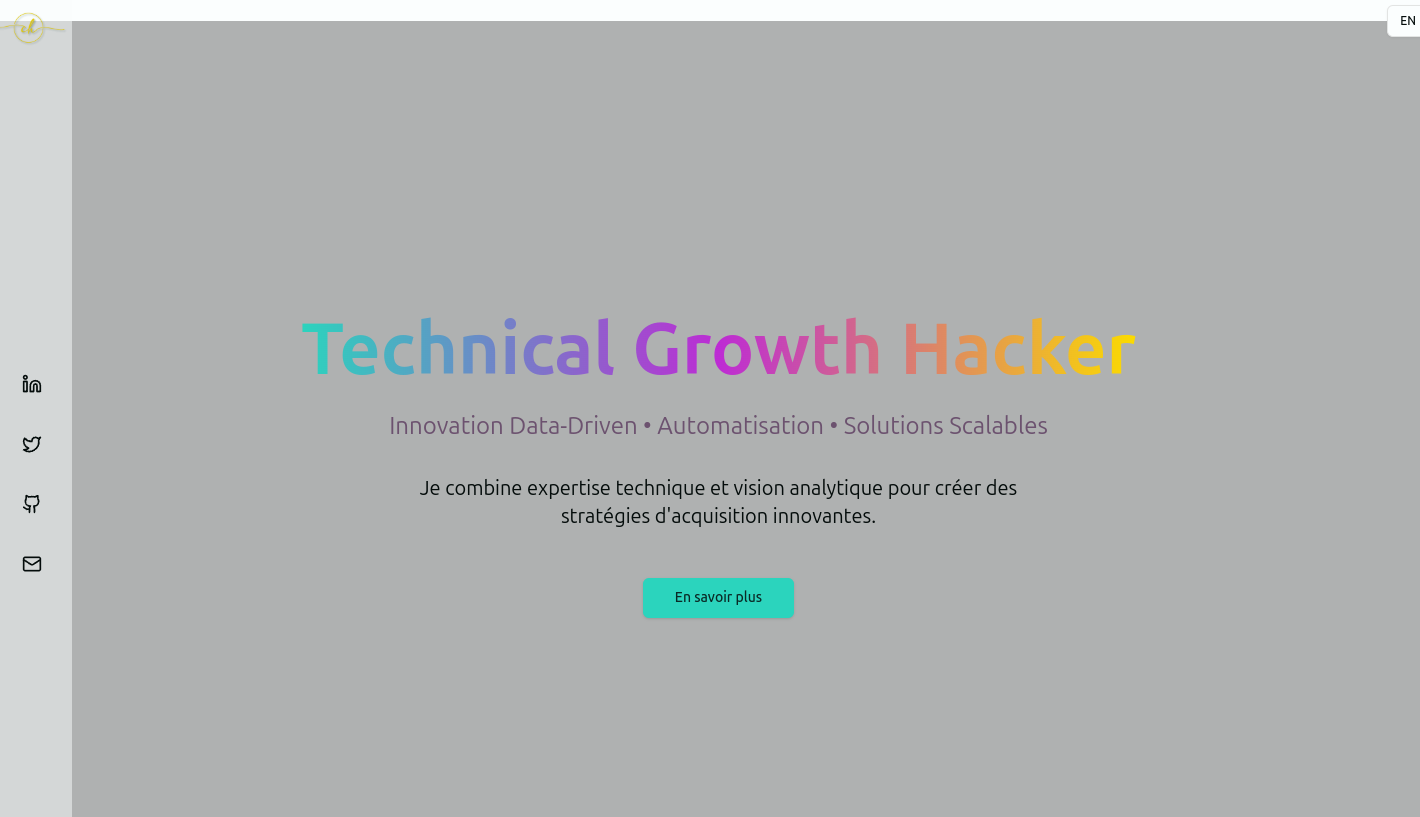 EN
Technical Growth Hacker
Innovation Data-Driven • Automatisation • Solutions Scalables
Je combine expertise technique et vision analytique pour créer des
stratégies d'acquisition innovantes.
En savoir plus